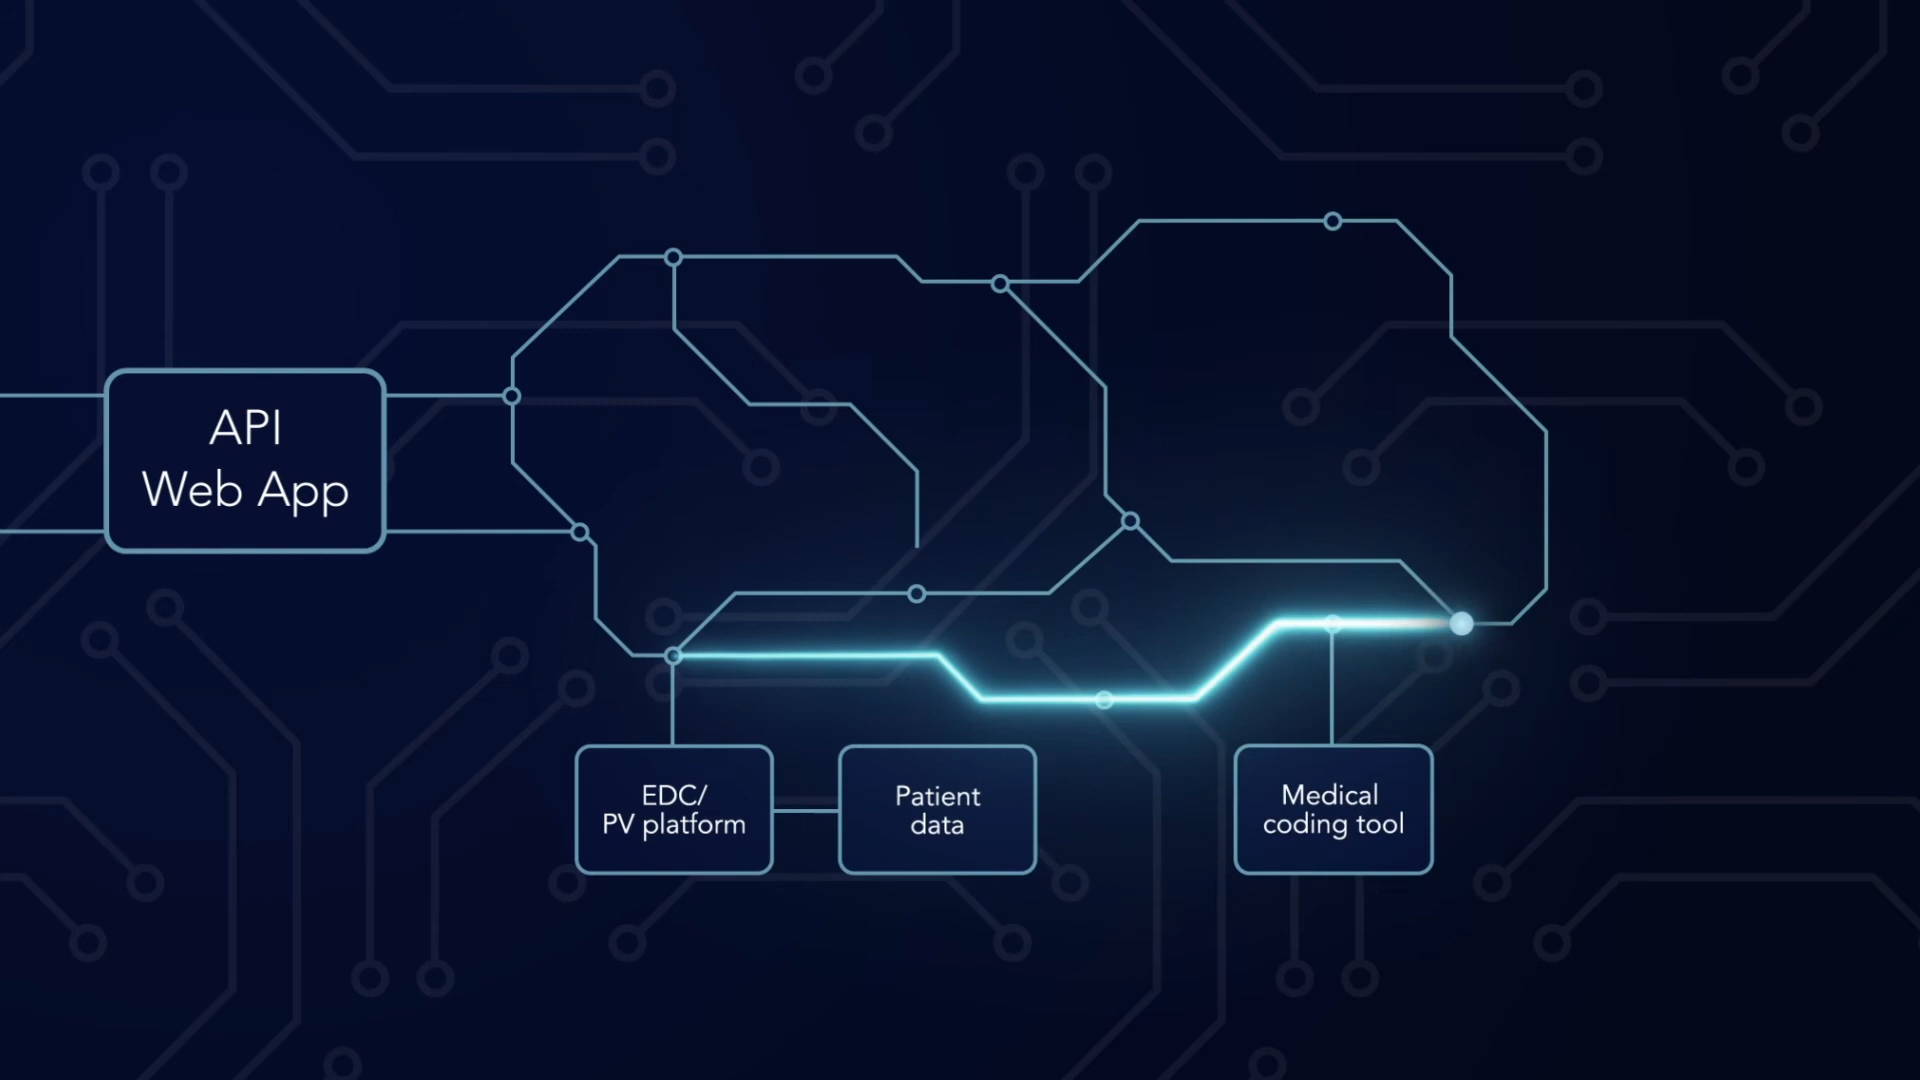 API
Web App
EDC/
PV platform
Patient
data
Medical
coding tool